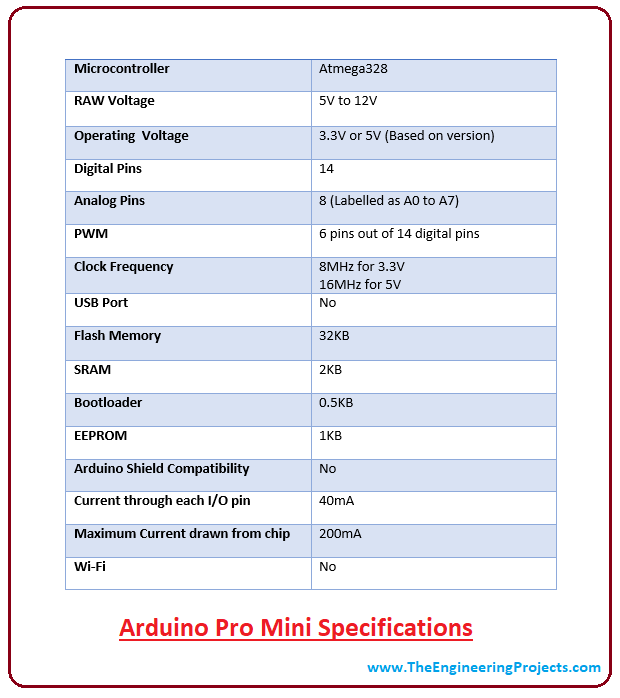 Microcontroller Atmega328
RAW Voltage 5V to 12V
Operating  Voltage 3.3V or 5V (Based on version)
Digital Pins 14
Analog Pins 8 (Labelled as A0 to A7)
PWM 6 pins out of 14 digital pins
Clock Frequency 8MHz for 3.3V
16MHz for 5V
USB Port No
Flash Memory 32KB
SRAM 2KB
Bootloader 0.5KB
EEPROM 1KB
Arduino Shield Compatibility No
Current through each I/O pin 40mA
Maximum Current drawn from chip 200mA
Wi-Fi No
Arduino Pro Mini Specifications
www.TheEngineeringProjects.com